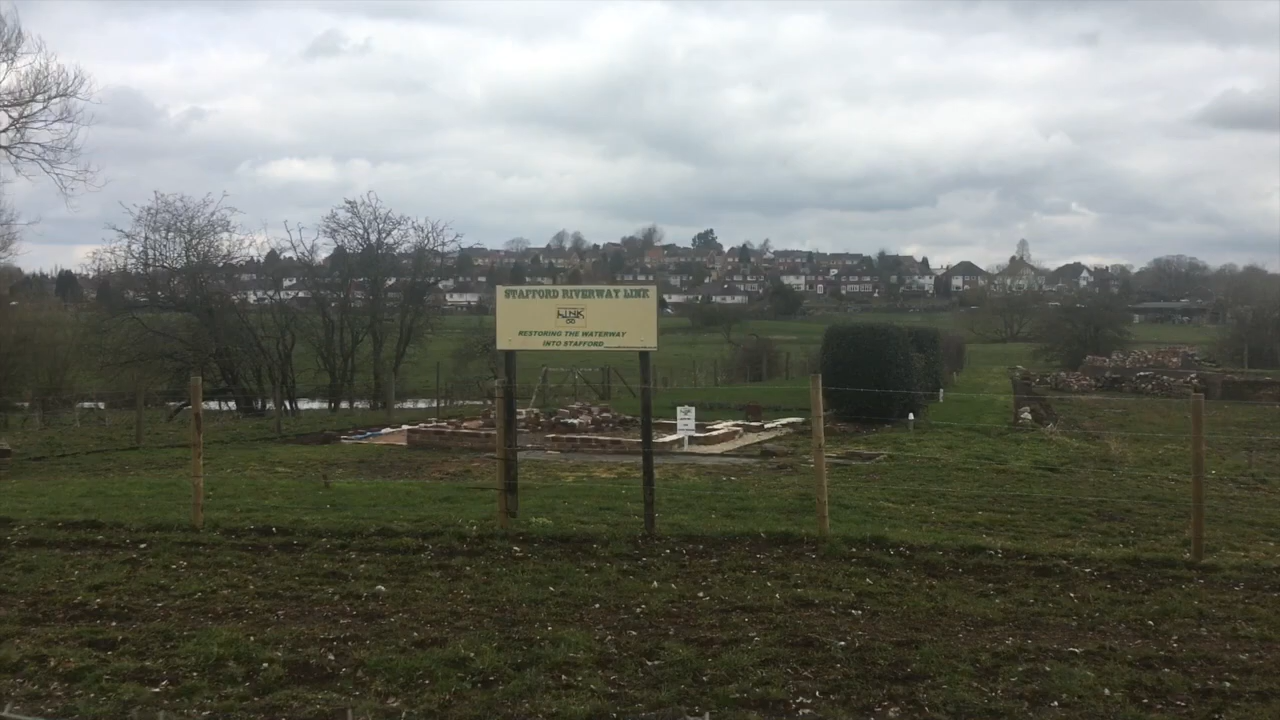 STAFFORD RIVERWAY LINK
LINK
RESTORING THE WATERWAY
INTO STAFFORD